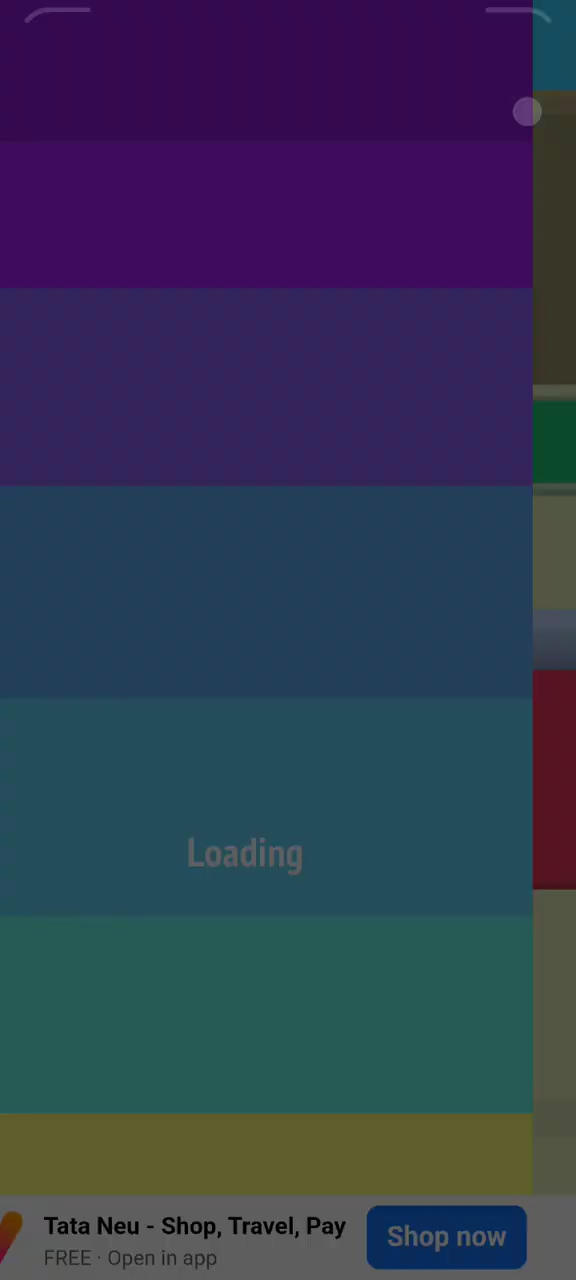 Loading
Tata Neu - Shop, Travel, Pay
FREE · Open in app
Shop now